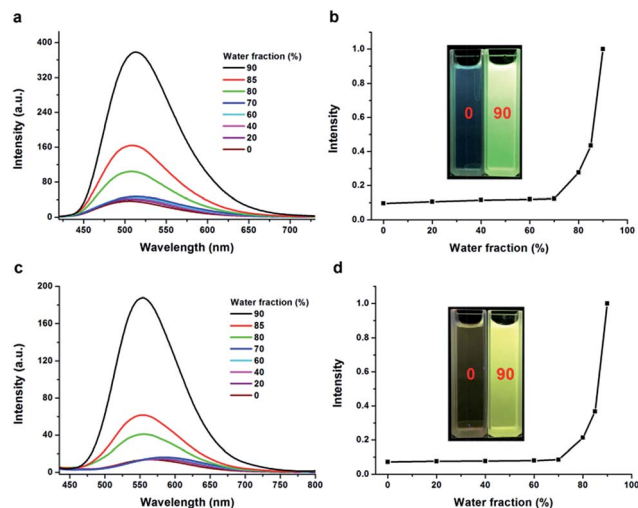 a
Intensity (a.u.)
400
320
240
160
80
0
450 500 550 600 650 700
Wavelength (nm)
Water fraction (%)
90
85
80
70
60
40
20
0
b
Intensity
1.0
0.8
0.6
0.4
0.2
0.0
0 20 40 60 80 100
Water fraction (%)
0 90
c
Intensity (a.u.)
200
160
120
80
40
0
450 500 550 600 650 700 750 800
Wavelength (nm)
Water fraction (%)
90
85
80
70
60
40
20
0
d
Intensity
1.0
0.8
0.6
0.4
0.2
0.0
0 20 40 60 80 100
Water fraction (%)
0 90